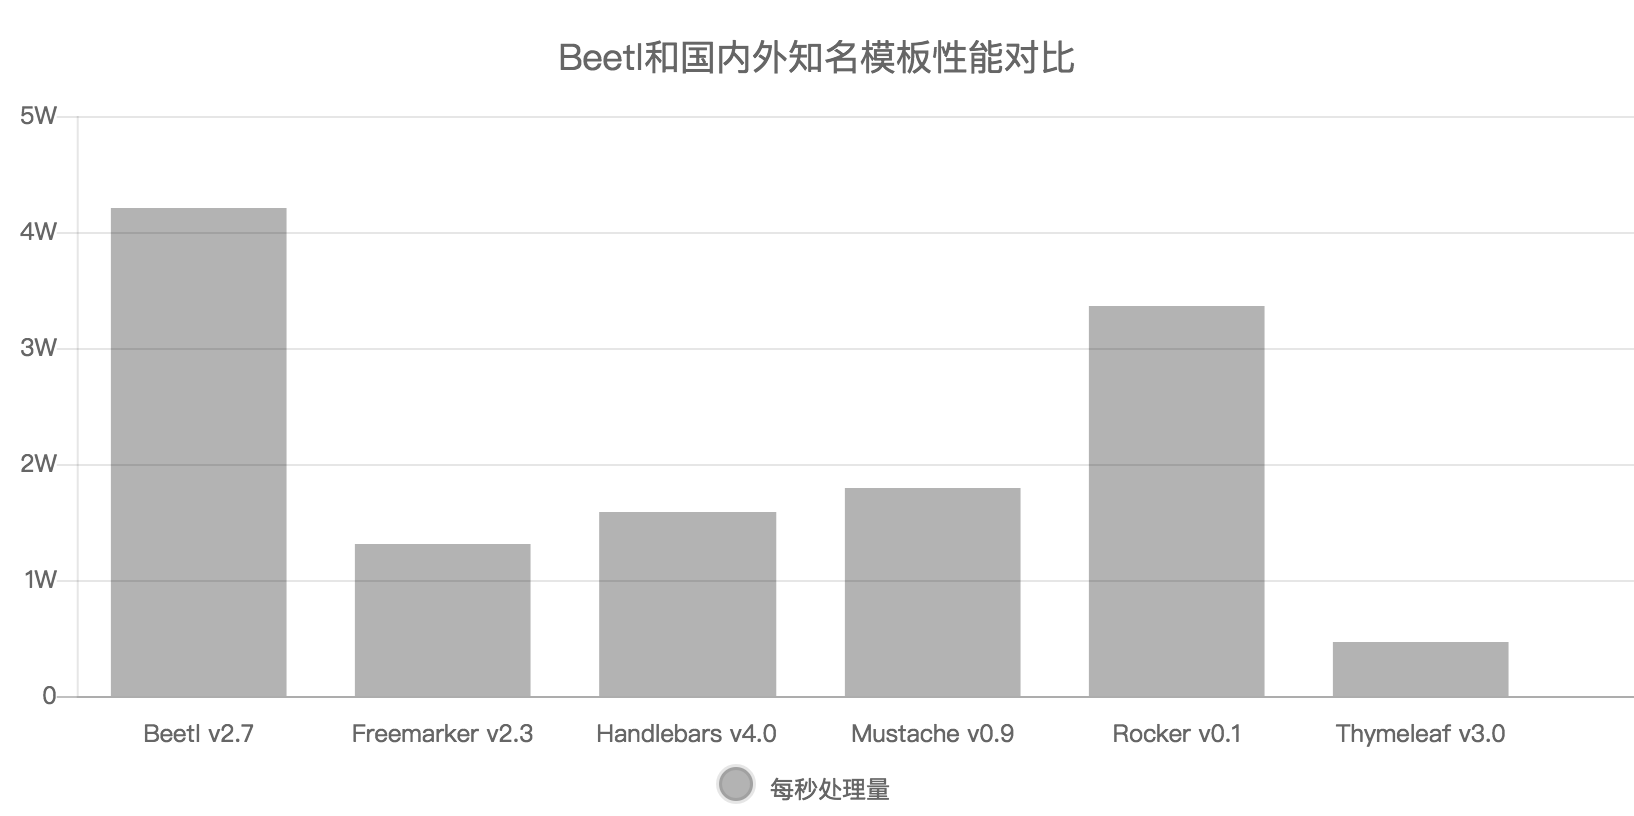 Beetl和国内外知名模板性能对比
5W
4W
3W
2W
1W
0
Beetl v2.7
Freemarker v2.3
Handlebars v4.0
Mustache v0.9
Rocker v0.1
Thymeleaf v3.0
每秒处理量